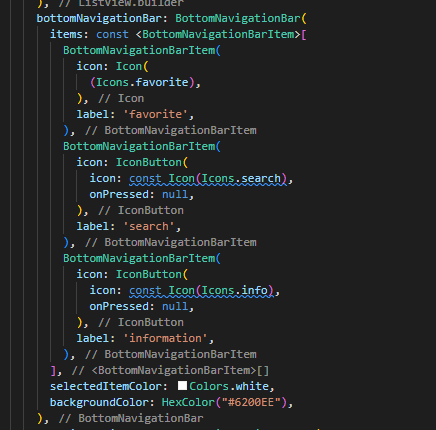 ), // ListView.builder
bottomNavigationBar: BottomNavigationBar(
items: const <BottomNavigationBarItem>[
BottomNavigationBarItem(
icon: Icon(
(Icons.favorite),
), // Icon
label: 'favorite',
), // BottomNavigationBarItem
BottomNavigationBarItem(
icon: IconButton(
icon: const Icon(Icons.search),
onPressed: null,
), // IconButton
label: 'search',
), // BottomNavigationBarItem
BottomNavigationBarItem(
icon: IconButton(
icon: const Icon(Icons.info),
onPressed: null,
), // IconButton
label: 'information',
), // BottomNavigationBarItem
], // <BottomNavigationBarItem>[]
selectedItemColor: Colors.white,
backgroundColor: HexColor("#6200EE"),
), // BottomNavigationBar